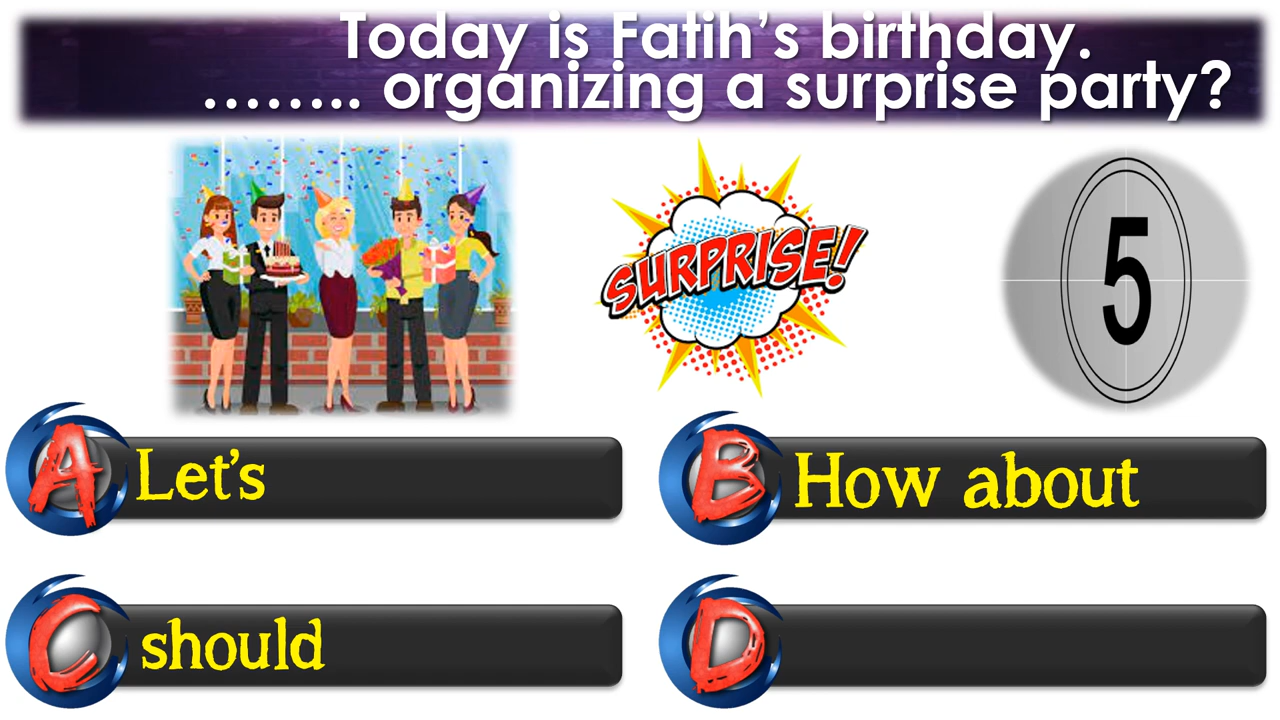 Today is Fatih’s birthday.
…….. organizing a surprise party?
SURPRISE!
5
A Let’s
B How about
C should
D